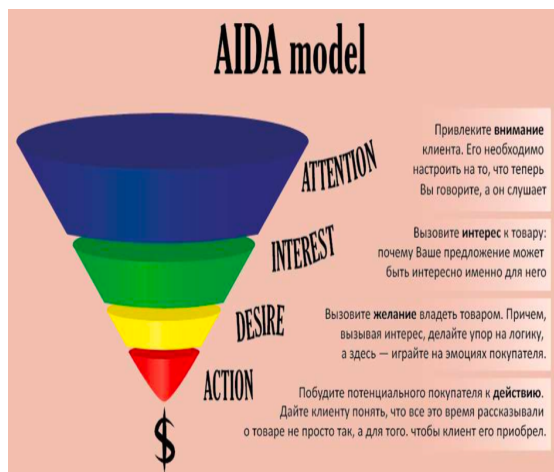 AIDA model
ATTENTION
Привлеките внимание
клиента. Его необходимо
настроить на то, что теперь
Вы говорите, а он слушает
INTEREST
Вызовите интерес к товару:
почему Ваше предложение может
быть интересно именно для него
DESIRE
Вызовите желание владеть товаром. Причем,
вызывая интерес, делайте упор на логику,
а здесь — играйте на эмоциях покупателя.
ACTION
Побудите потенциального покупателя к действию.
Дайте клиенту понять, что все это время рассказывали
о товаре не просто так, а для того. чтобы клиент его приобрел.
$